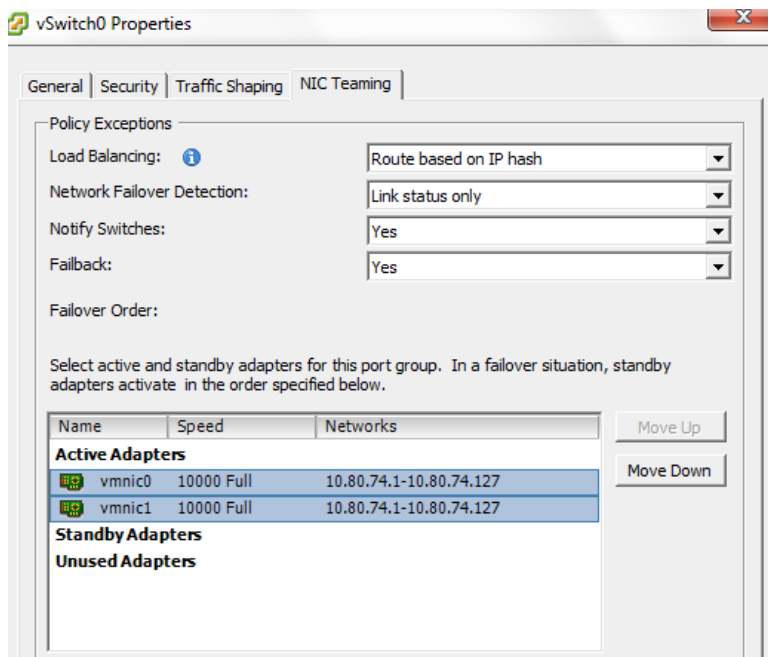 vSwitch0 Properties
General Security Traffic Shaping NIC Teaming
Policy Exceptions
Load Balancing: Route based on IP hash
Network Failover Detection: Link status only
Notify Switches: Yes
Failback: Yes
Failover Order:
Select active and standby adapters for this port group. In a failover situation, standby
adapters activate in the order specified below.
Name Speed Networks
Move Up
Active Adapters
Move Down
vmnic0 10000 Full 10.80.74.1-10.80.74.127
vmnic1 10000 Full 10.80.74.1-10.80.74.127
Standby Adapters
Unused Adapters